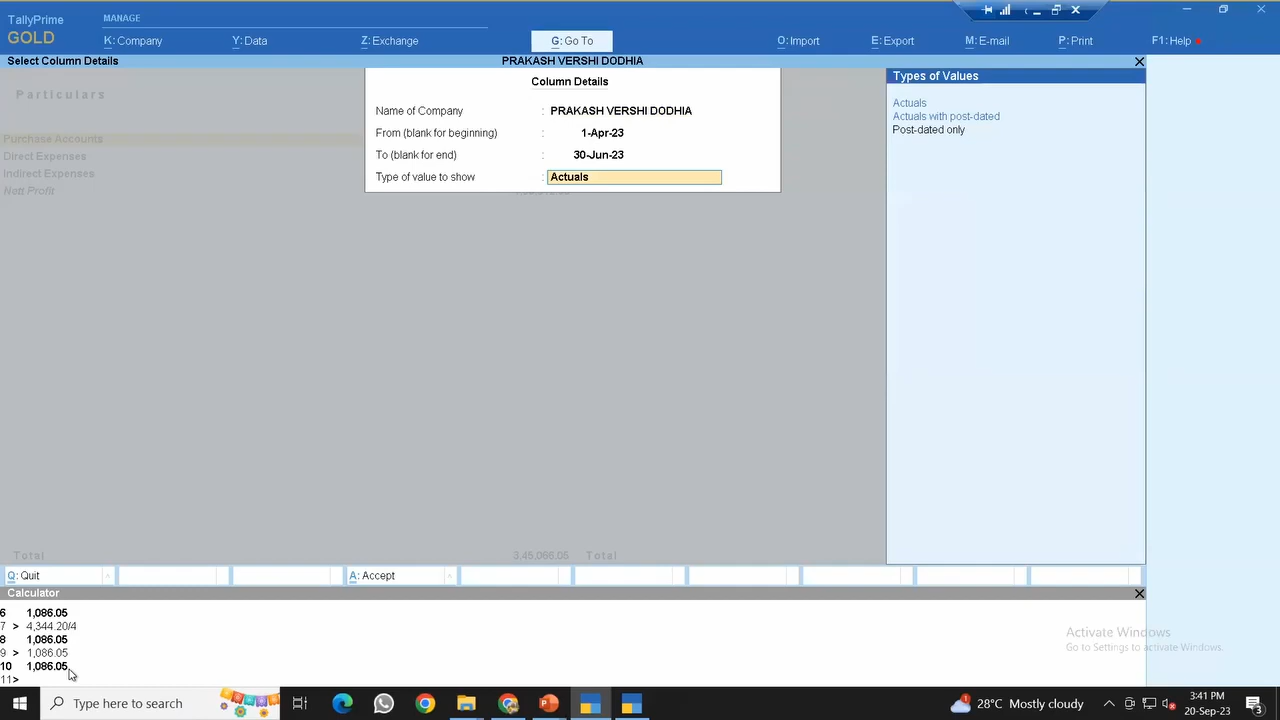 TallyPrime
GOLD
MANAGE
K: Company
Y: Data
Z: Exchange
G: Go To
O: Import
E: Export
M: E-mail
P: Print
F1: Help
Select Column Details
PRAKASH VERSHI DODHIA
Particulars
Purchase Accounts
Direct Expenses
Indirect Expenses
Nett Profit
Column Details
Name of Company : PRAKASH VERSHI DODHIA
From (blank for beginning) : 1-Apr-23
To (blank for end) : 30-Jun-23
Type of value to show : Actuals
Types of Values
Actuals
Actuals with post-dated
Post-dated only
Total 3,45,066.05 Total
Q: Quit
A: Accept
Calculator
6 1,086.05
7 > 4,344.20/4
8 1,086.05
9 > 1,086.05
10 1,086.05
11>
Activate Windows
Go to Settings to activate Windows.
Type here to search
28°C Mostly cloudy
3:41 PM
20-Sep-23
3